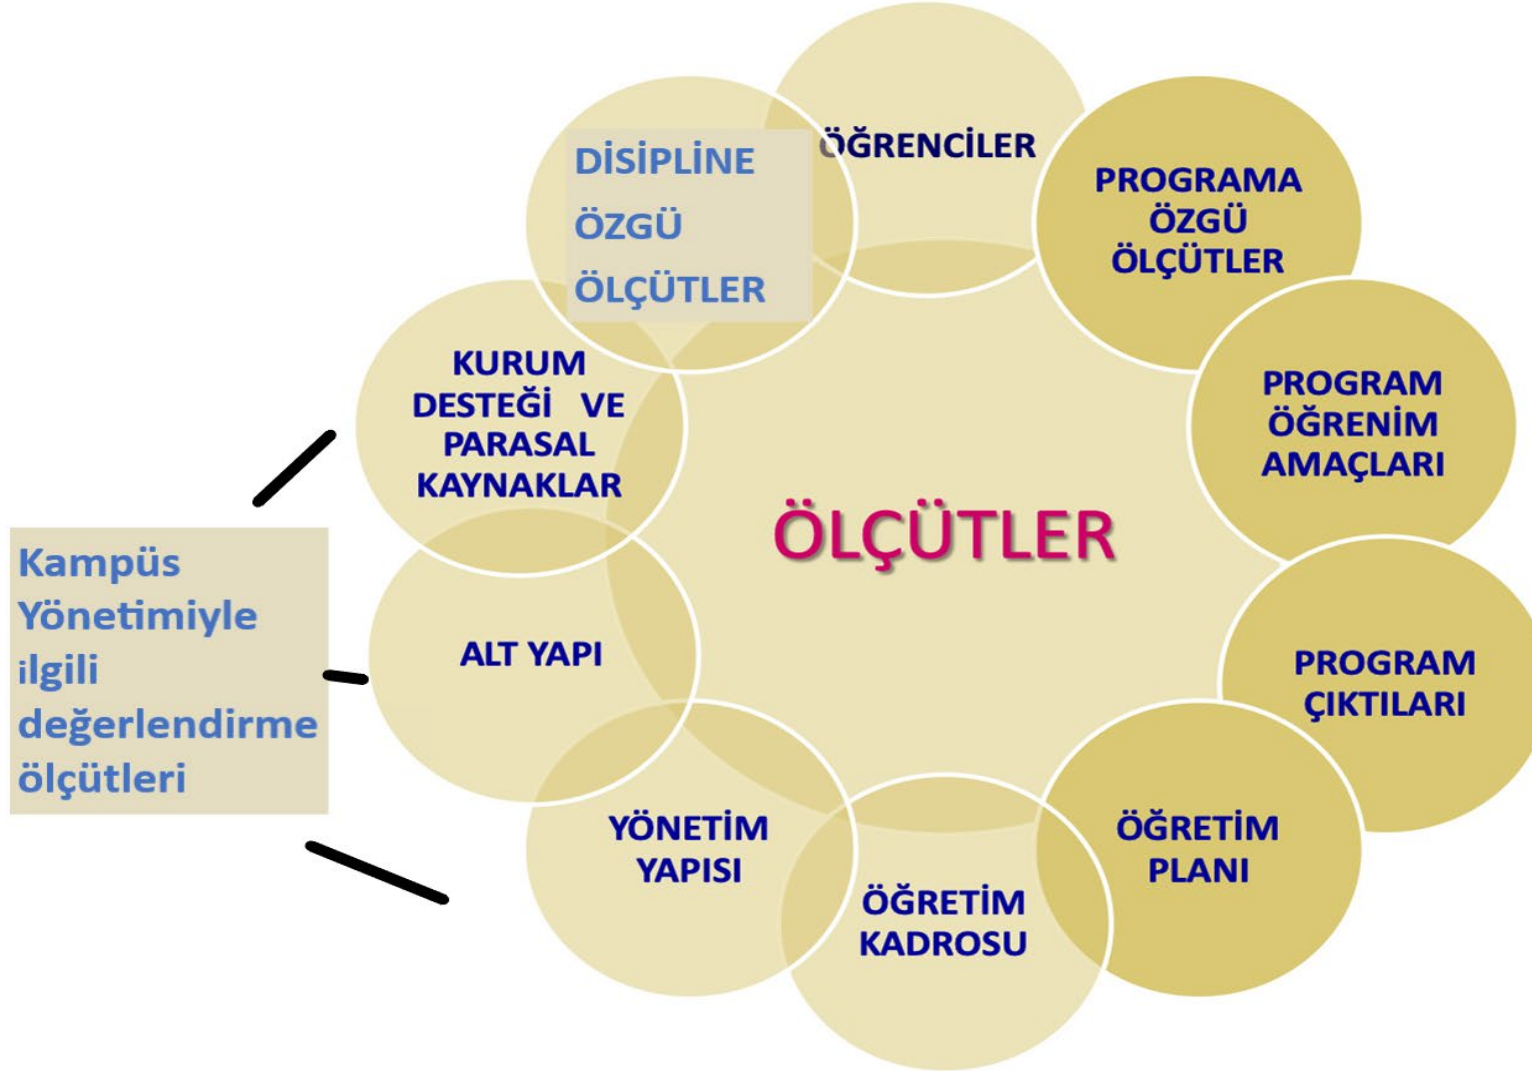 ÖĞRENCİLER
DİSİPLİNE
ÖZGÜ
ÖLÇÜTLER
PROGRAMA
ÖZGÜ
ÖLÇÜTLER
KURUM
DESTEĞİ VE
PARASAL
KAYNAKLAR
PROGRAM
ÖĞRENİM
AMAÇLARI
ÖLÇÜTLER
Kampüs
Yönetimiyle
ilgili
değerlendirme
ölçütleri
ALT YAPI
PROGRAM
ÇIKTILARI
YÖNETİM
YAPISI
ÖĞRETİM
KADROSU
ÖĞRETİM
PLANI